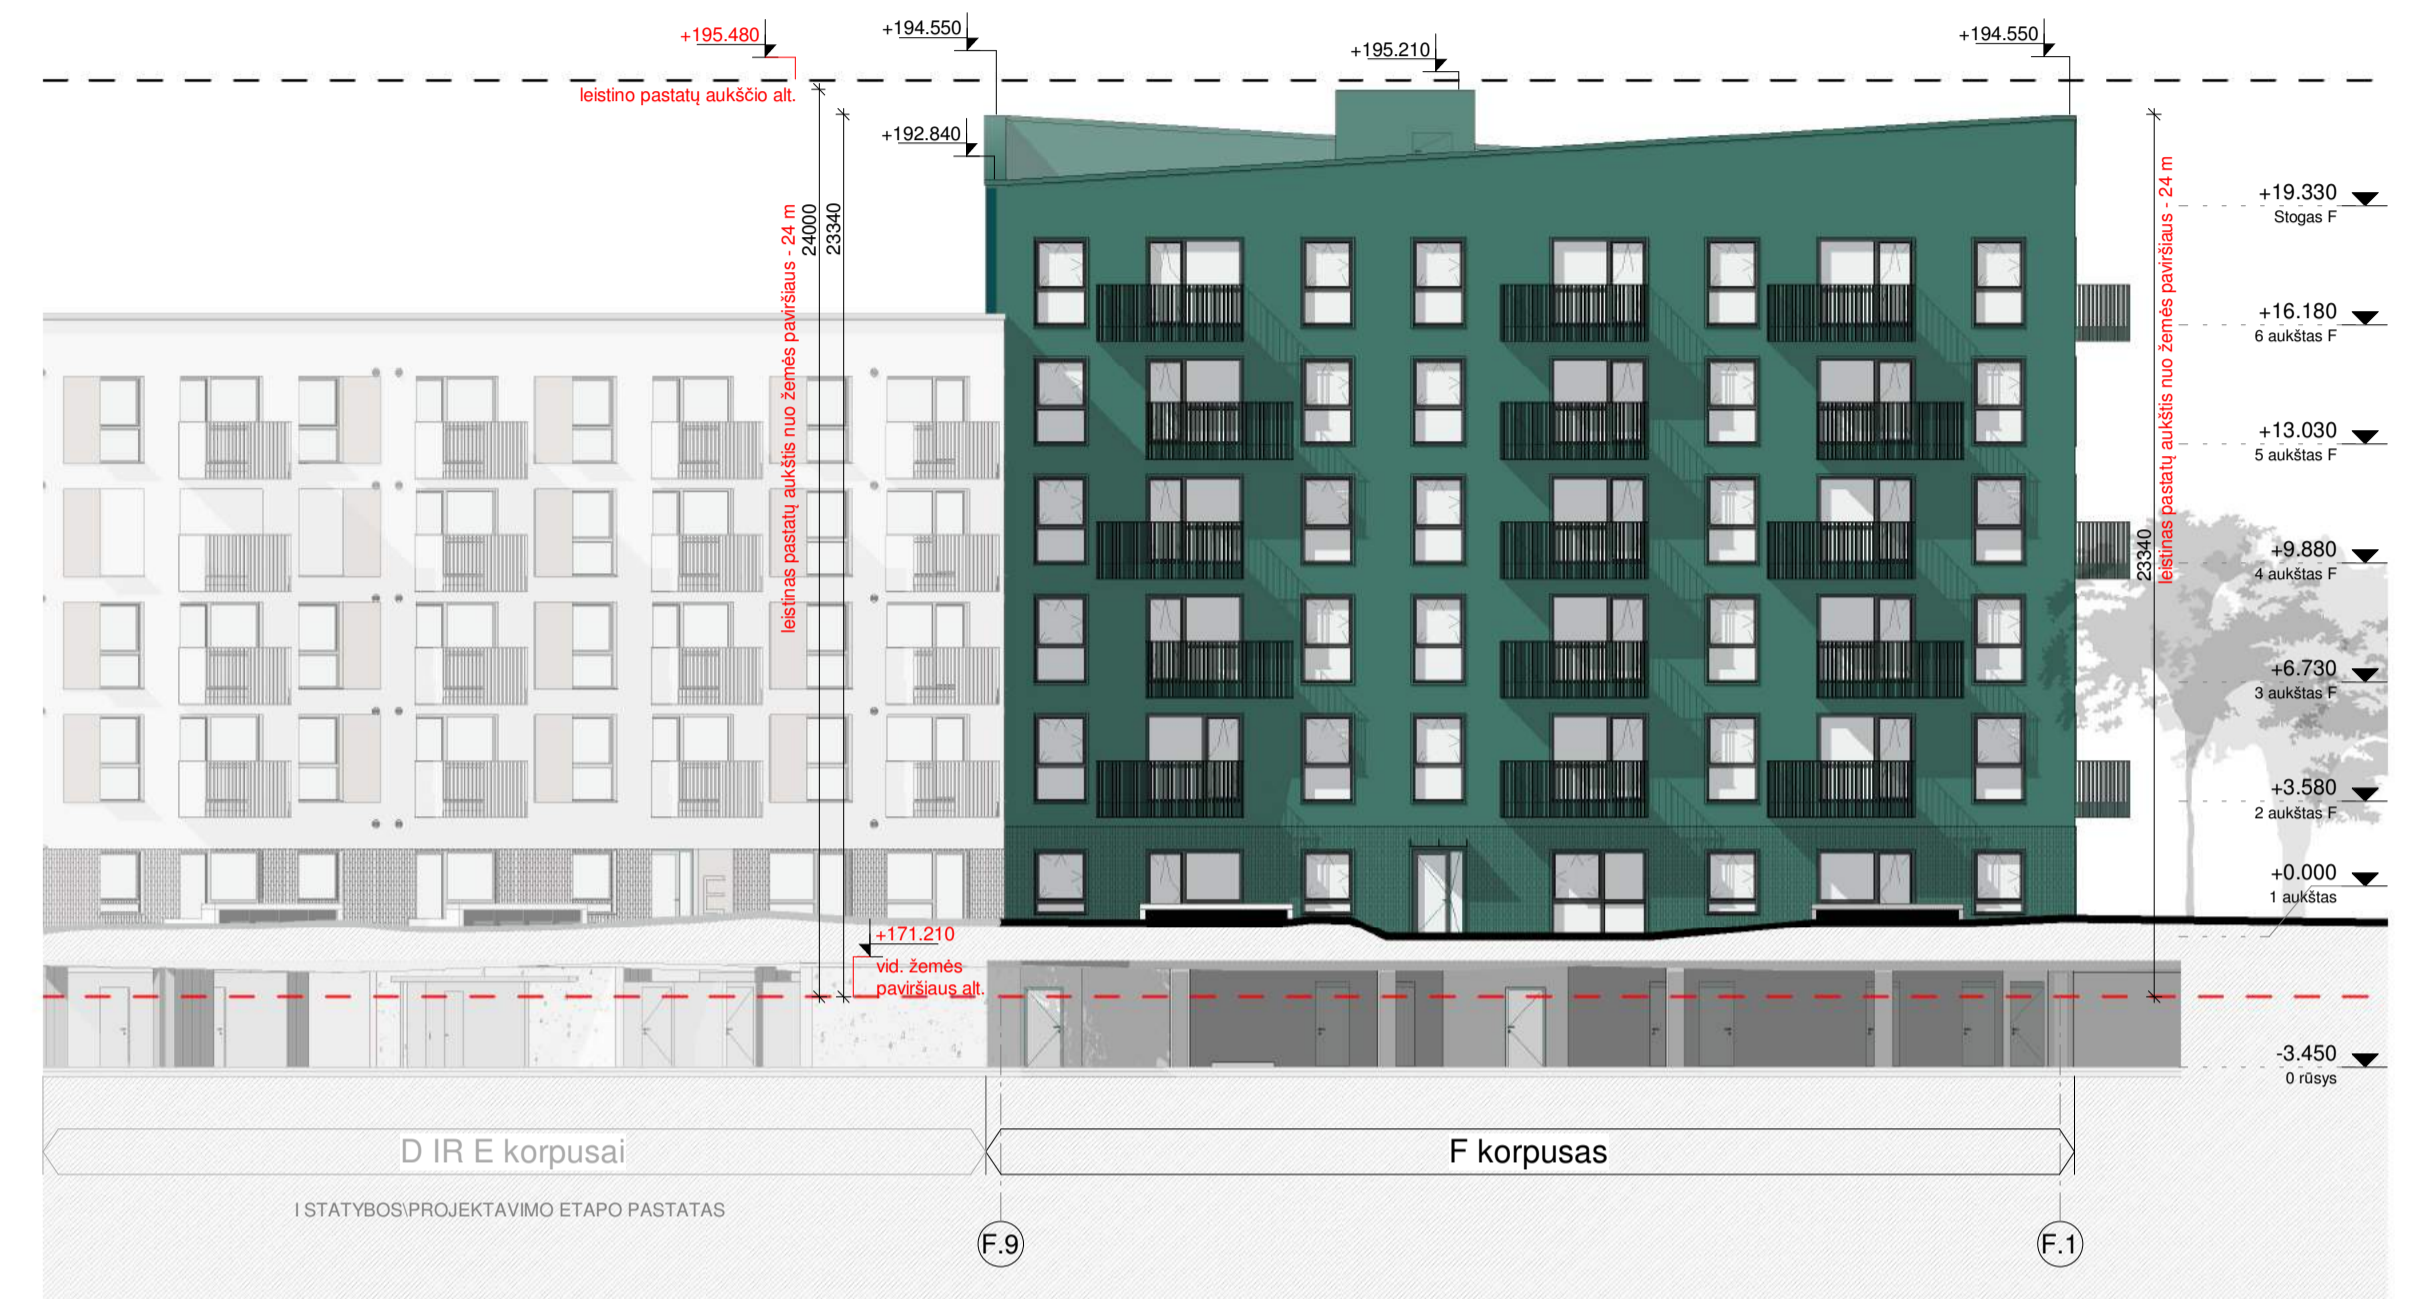 +195.480
+194.550
+195.210
+194.550
leistino pastatų aukščio alt.
+192.840
leistinas pastatų aukštis nuo žemės paviršiaus - 24 m
24000
23340
leistinas pastatų aukštis nuo žemės paviršiaus - 24 m
23340
+19.330
Stogas F
+16.180
6 aukštas F
+13.030
5 aukštas F
+9.880
4 aukštas F
+6.730
3 aukštas F
+3.580
2 aukštas F
+0.000
1 aukštas
+171.210
vid. žemės
paviršiaus alt.
-3.450
0 rūsys
D IR E korpusai
F korpusas
I STATYBOS\PROJEKTAVIMO ETAPO PASTATAS
F.9
F.1